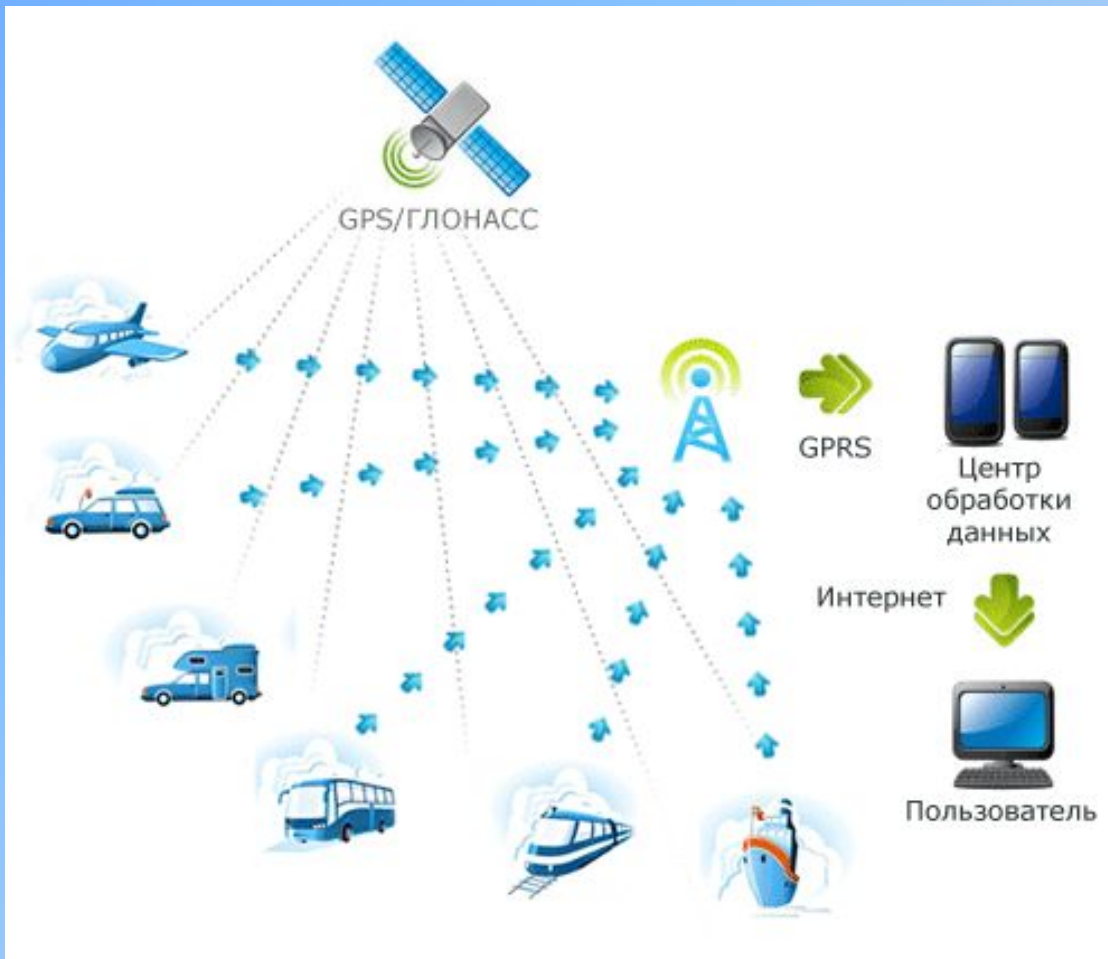 GPS/ГЛОНАСС
GPRS
Центр
обработки
данных
Интернет
Пользователь